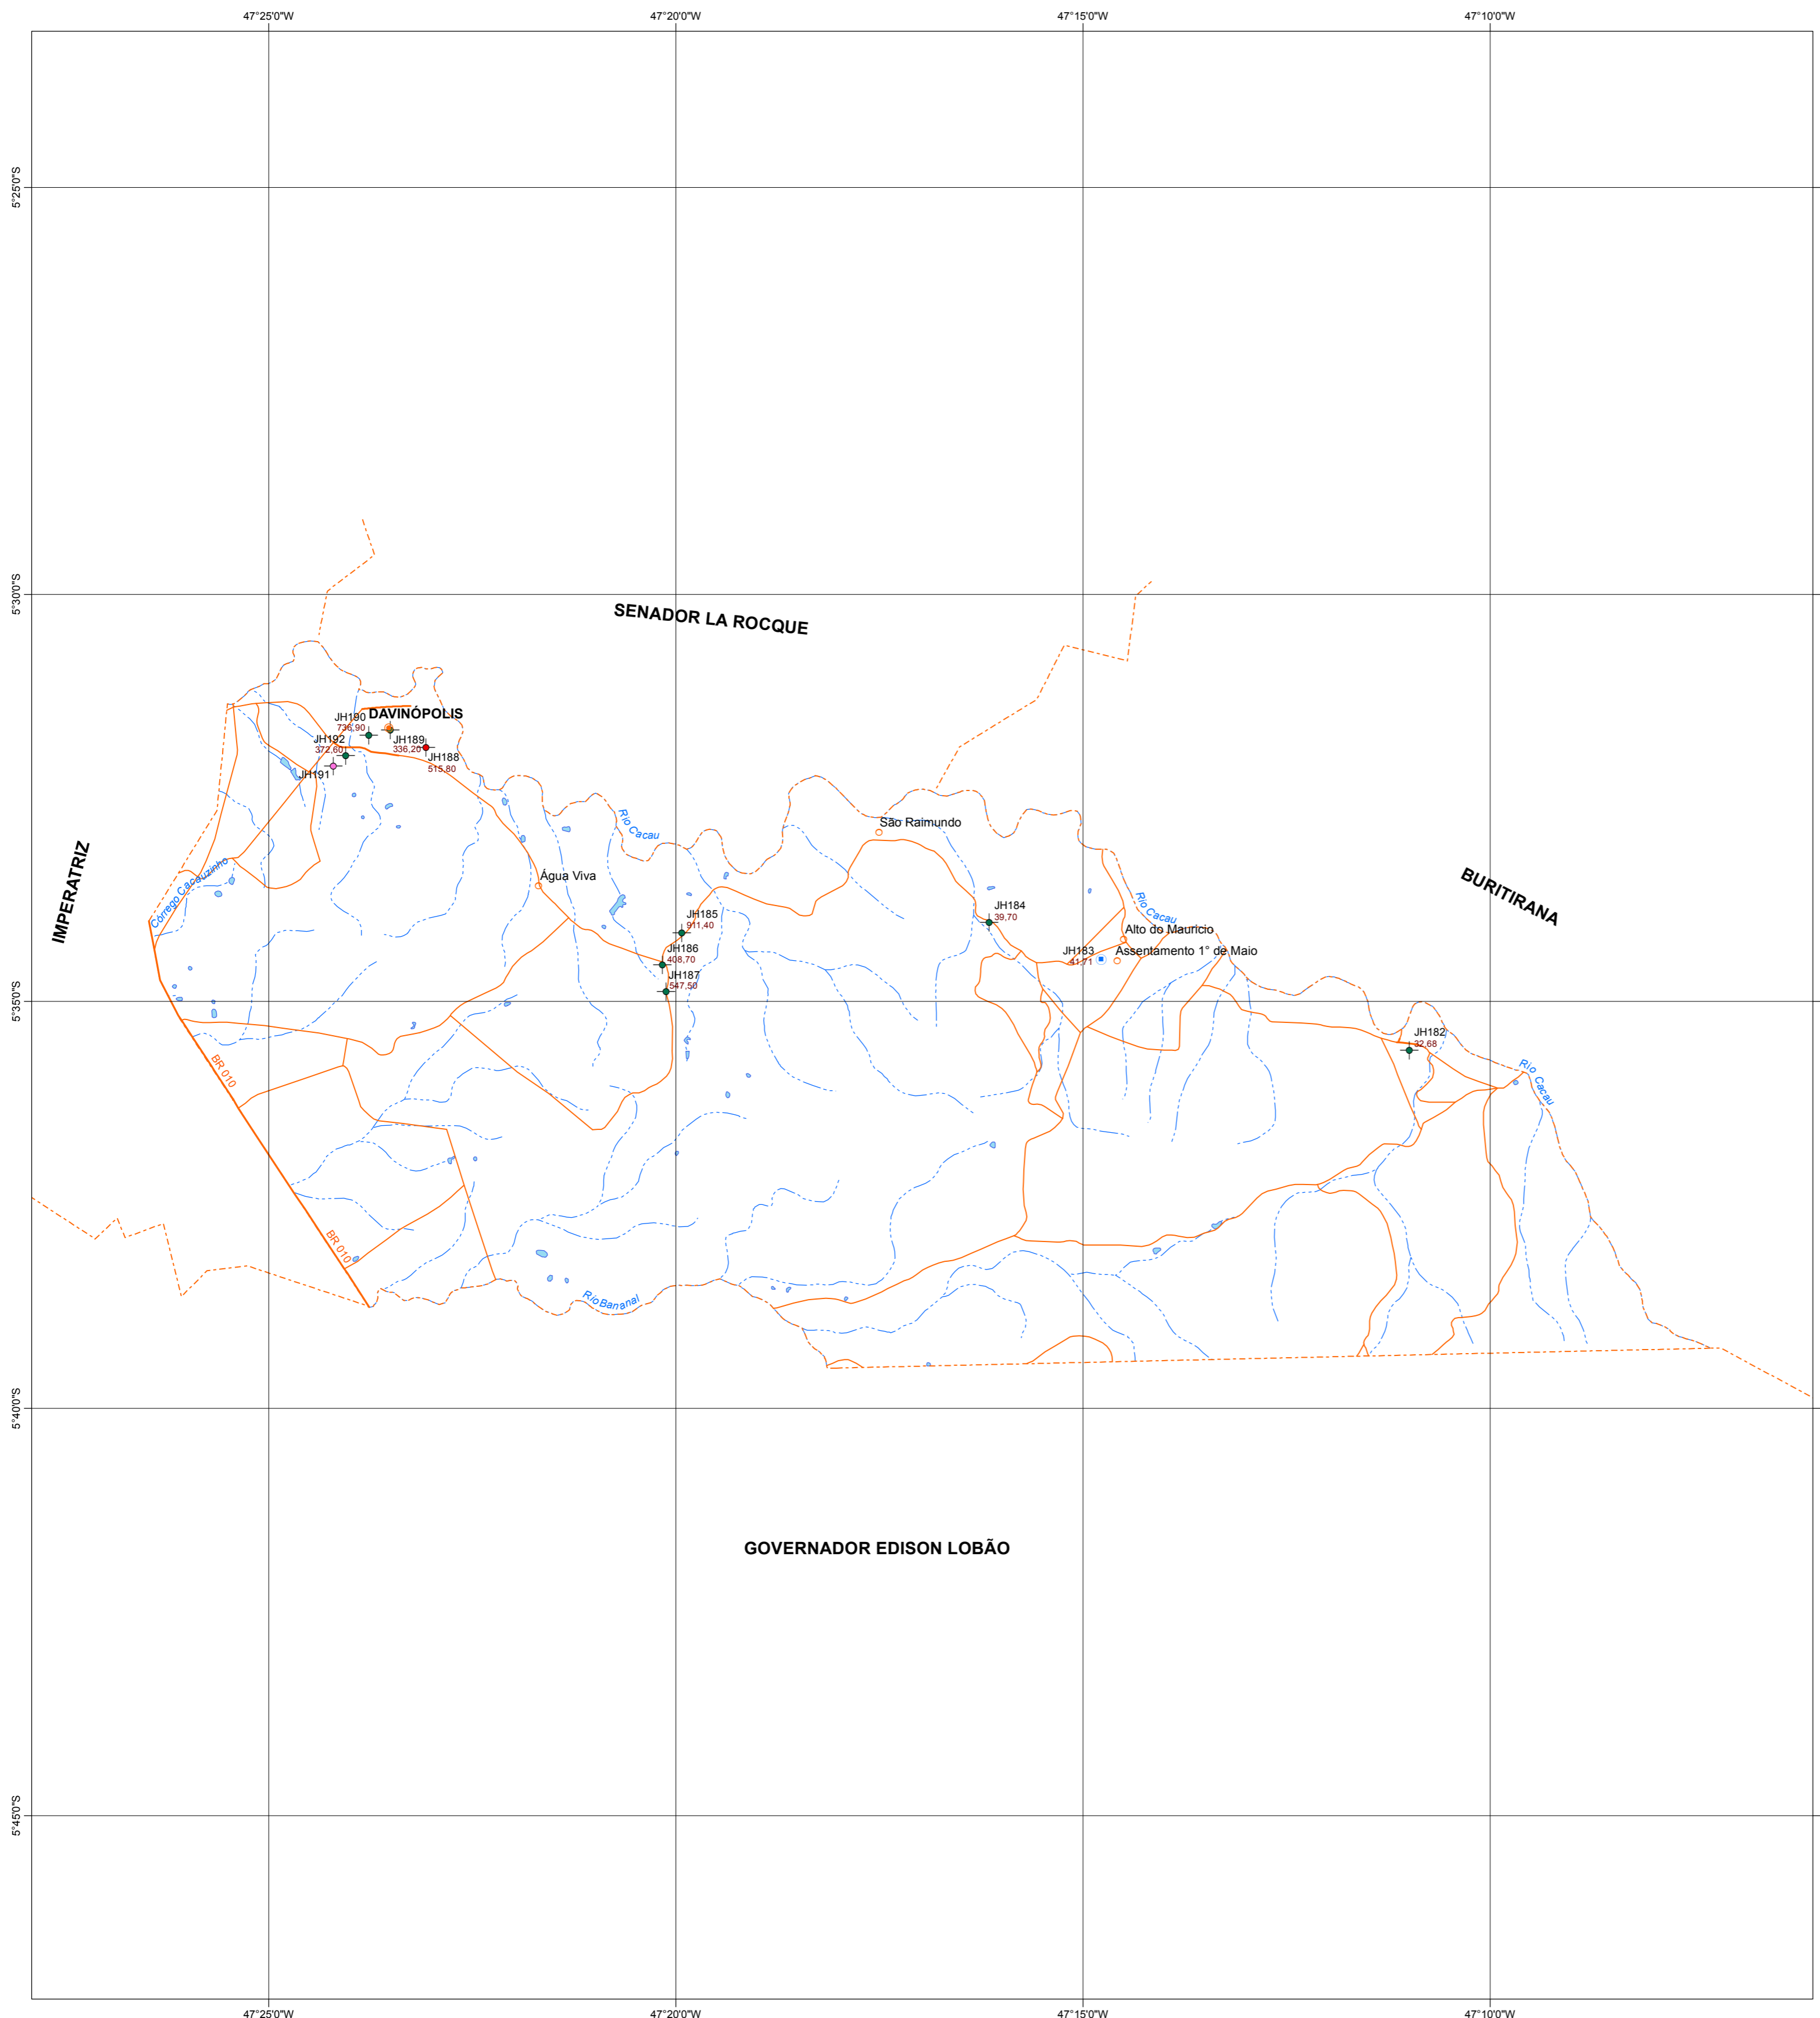 47°25'0"W
47°20'0"W
47°15'0"W
47°10'0"W
5°25'0"S
5°30'0"S
SENADOR LA ROCQUE
DAVINÓPOLIS
JH190
736,90
JH189
336,20
JH192
372,60
JH188
515,80
JH191
Rio Cacau
São Raimundo
IMPERATRIZ
Córrego Cacauzinho
Água Viva
BURITIRANA
Rio Cacau
JH184
39,70
JH185
911,40
Alto do Maurício
JH186
408,70
JH183
41,71
Assentamento 1° de Maio
JH187
547,50
5°35'0"S
JH182
32,68
BR 010
Rio Cacau
BR 010
Rio Bananal
5°40'0"S
GOVERNADOR EDISON LOBÃO
5°45'0"S
47°25'0"W
47°20'0"W
47°15'0"W
47°10'0"W